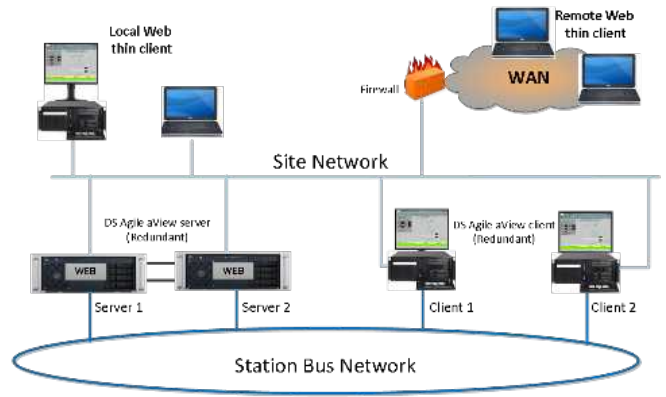 Local Web
thin client
Remote Web
thin client
WAN
Firewall
Site Network
DS Agile aView server
(Redundant)
DS Agile aView client
(Redundant)
WEB
WEB
Server 1
Server 2
Client 1
Client 2
Station Bus Network